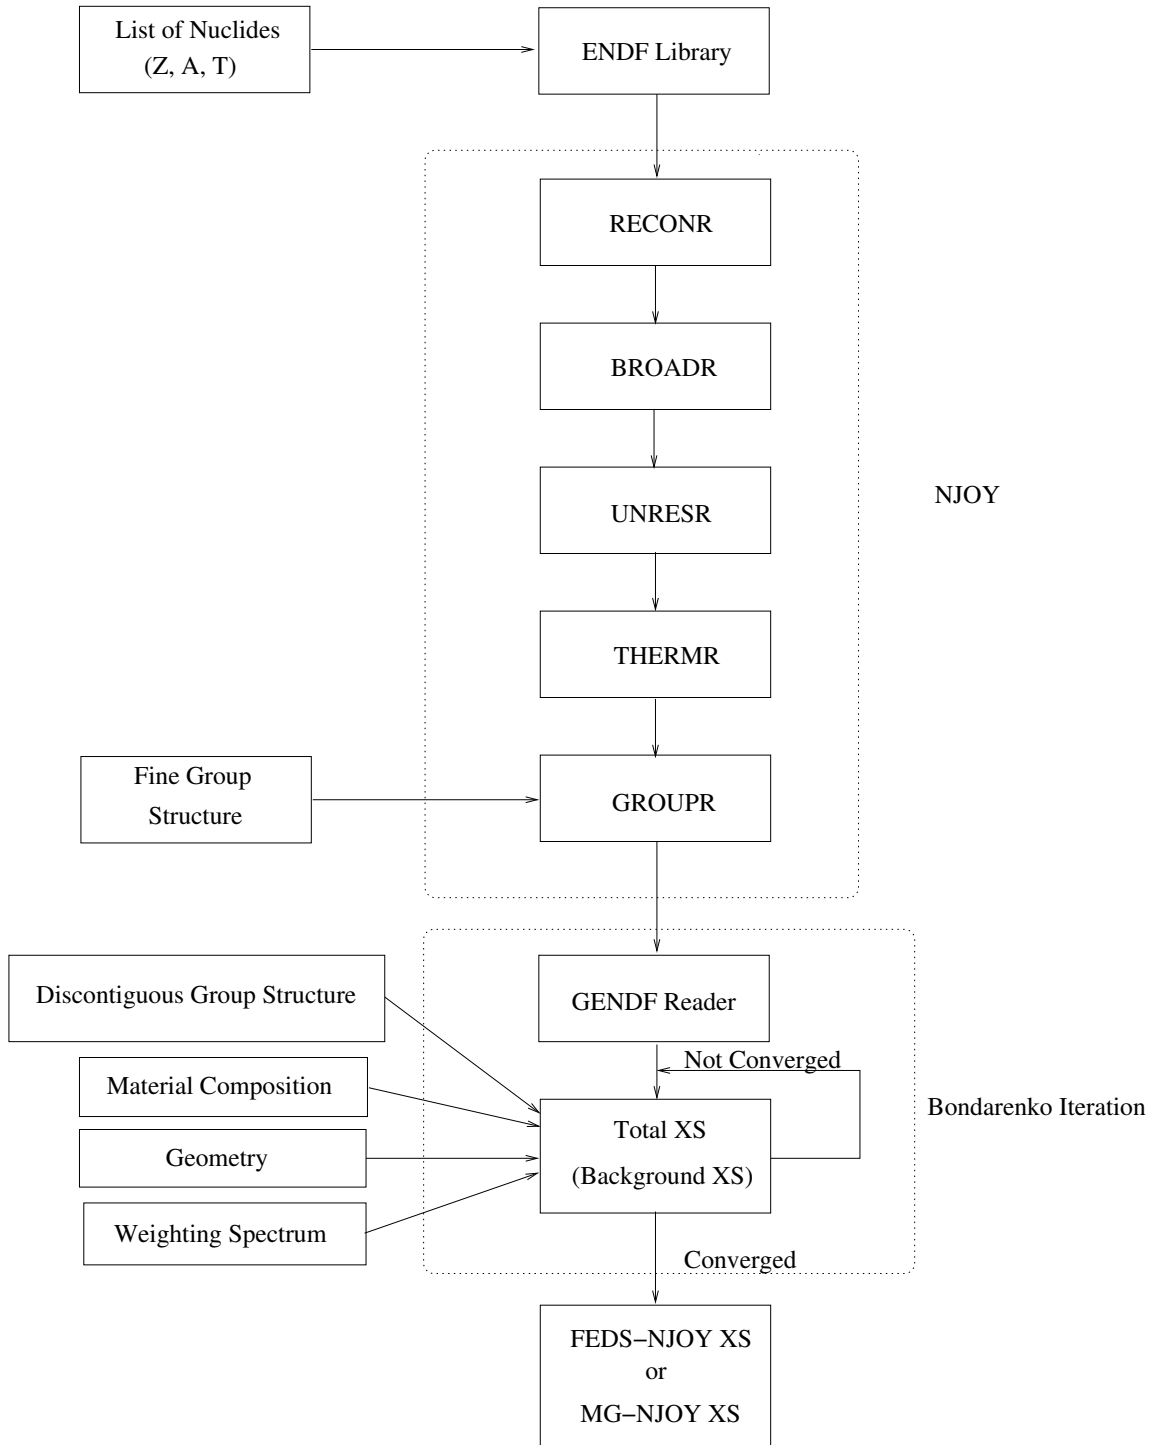 List of Nuclides
(Z, A, T)
ENDF Library
RECONR
BROADR
UNRESR
NJOY
THERMR
Fine Group
Structure
GROUPR
Discontiguous Group Structure
GENDF Reader
Not Converged
Material Composition
Bondarenko Iteration
Total XS
(Background XS)
Geometry
Weighting Spectrum
Converged
FEDS−NJOY XS
or
MG−NJOY XS